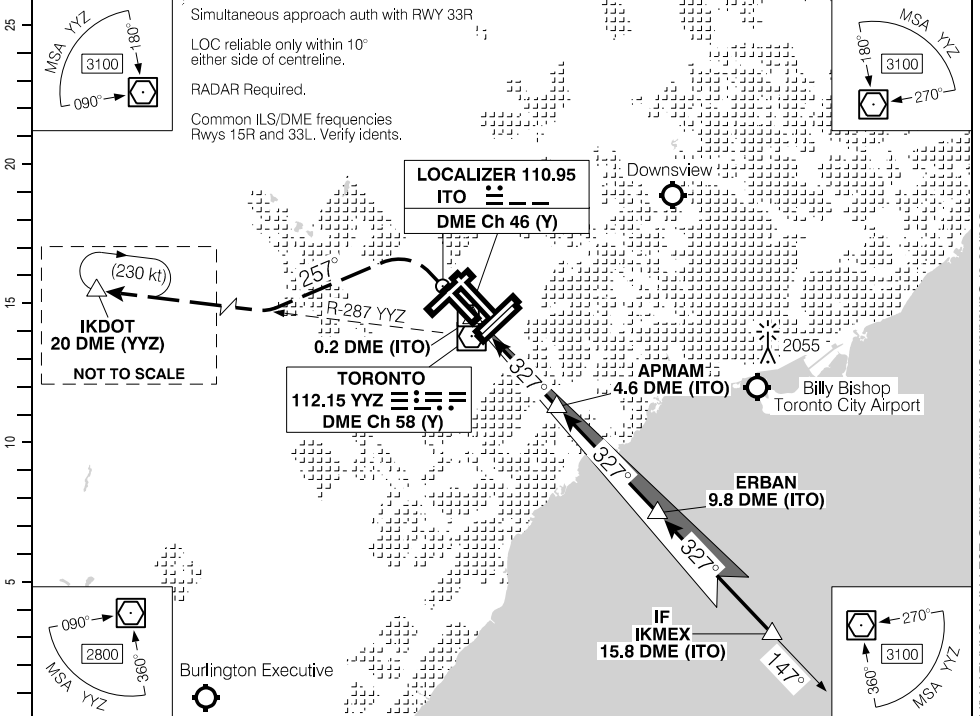 Simultaneous approach auth with RWY 33R
LOC reliable only within 10°
either side of centreline.
RADAR Required.
Common ILS/DME frequencies
Rwys 15R and 33L. Verify idents.
MSA YYZ
180°
3100
090°
MSA YYZ
180°
3100
270°
25
20
15
10
5
LOCALIZER 110.95
ITO
DME Ch 46 (Y)
Downsview
(230 kt)
257°
IKDOT
20 DME (YYZ)
NOT TO SCALE
R-287 YYZ
0.2 DME (ITO)
TORONTO
112.15 YYZ
DME Ch 58 (Y)
327°
APMAM
4.6 DME (ITO)
2055
Billy Bishop
Toronto City Airport
327°
ERBAN
9.8 DME (ITO)
327°
IF
IKMEX
15.8 DME (ITO)
147°
090°
2800
360°
MSA YYZ
Burlington Executive
270°
3100
360°
MSA YYZ